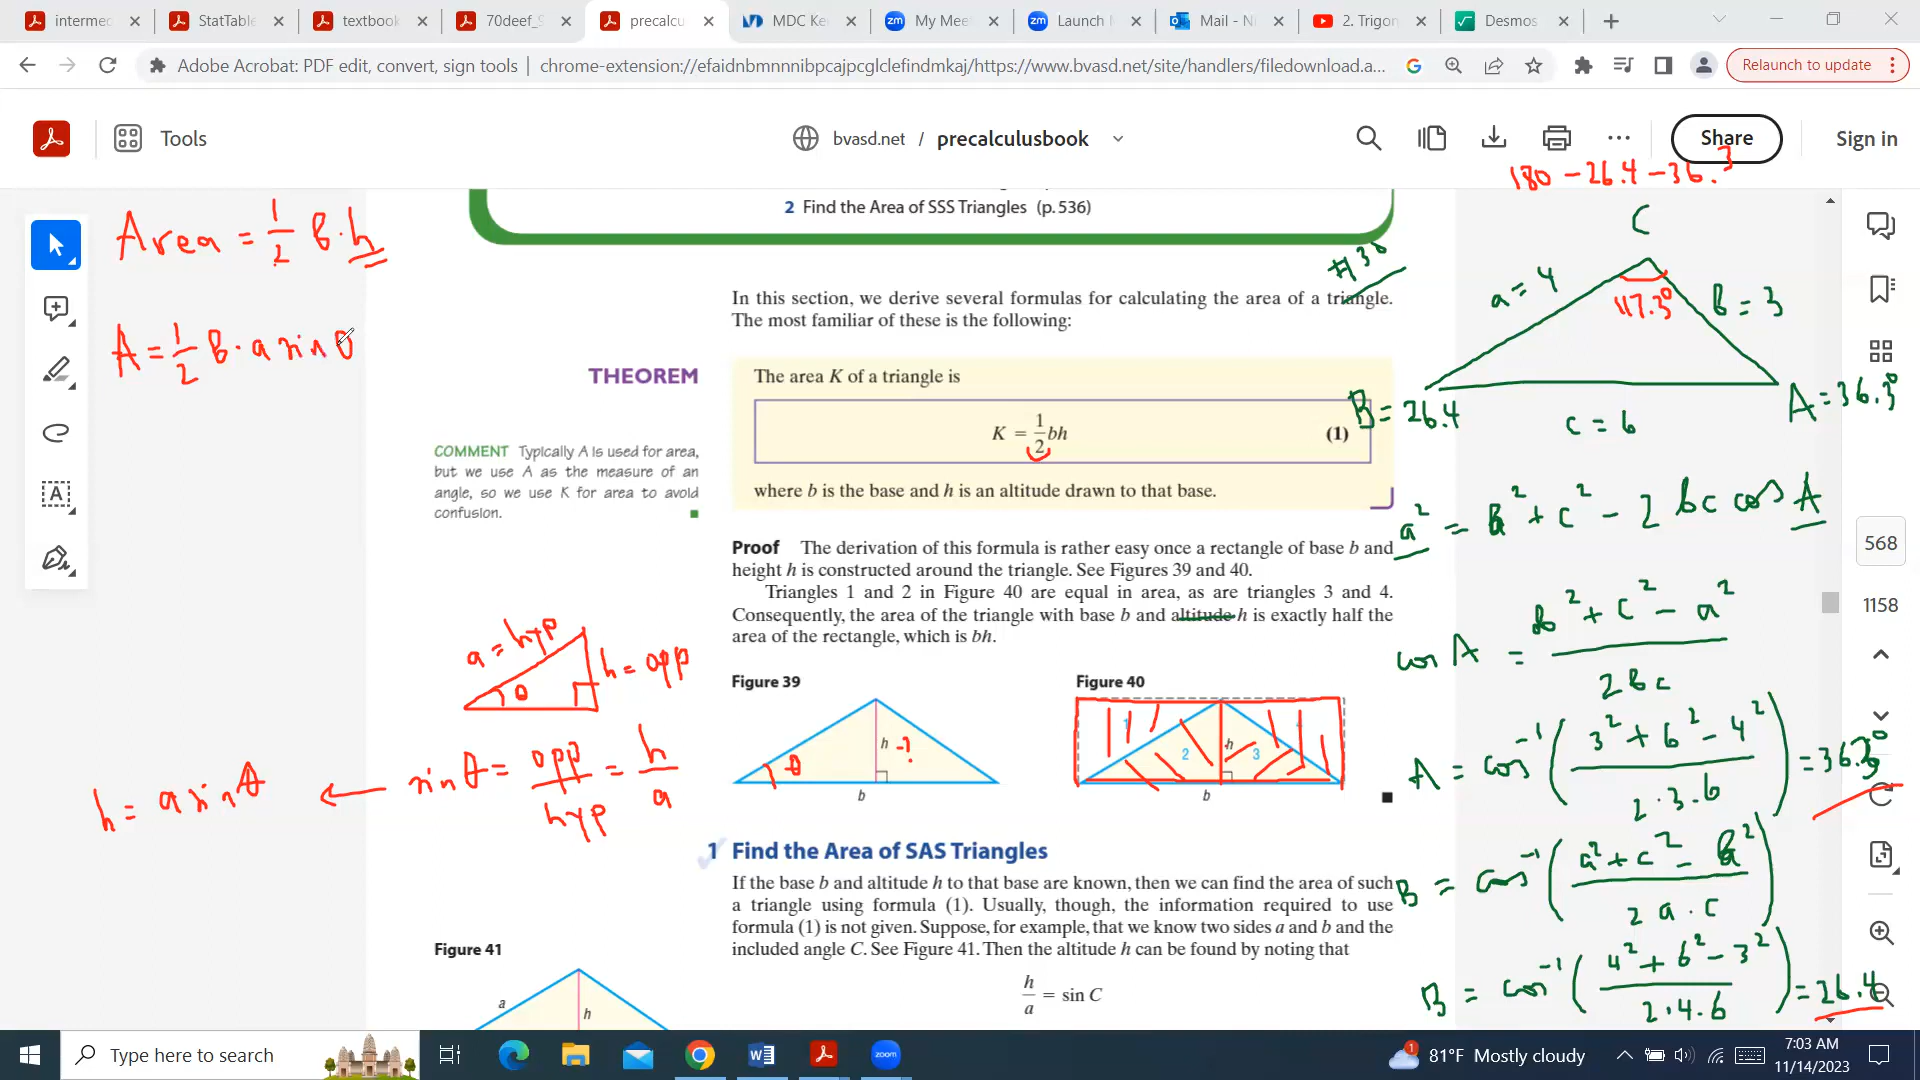 intermed
StatTable
textbook
70deef_9
precalcu
MDC Ke
My Mee
Launch M
Mail - Ni
2. Trigon
Desmos
Adobe Acrobat: PDF edit, convert, sign tools | chrome-extension://efaidnbmnnnibpcajpcglclefindmkaj/https://www.bvasd.net/site/handlers/filedownload.a...
Relaunch to update
Tools
bvasd.net / precalculusbook
Share
Sign in
180 - 26.4 - 36.3
2 Find the Area of SSS Triangles (p. 536)
Area = 1/2 b · h
A = 1/2 b · a sin θ
#38
In this section, we derive several formulas for calculating the area of a triangle.
The most familiar of these is the following:
THEOREM
The area K of a triangle is
K = 1/2 bh (1)
where b is the base and h is an altitude drawn to that base.
COMMENT Typically A is used for area,
but we use A as the measure of an
angle, so we use K for area to avoid
confusion.
Proof The derivation of this formula is rather easy once a rectangle of base b and
height h is constructed around the triangle. See Figures 39 and 40.
Triangles 1 and 2 in Figure 40 are equal in area, as are triangles 3 and 4.
Consequently, the area of the triangle with base b and altitude h is exactly half the
area of the rectangle, which is bh.
a = hyp
θ
h = opp
sin θ = opp/hyp = h/a
h = a sin θ
Figure 39
θ
h = ?
b
Figure 40
1
2
h
3
b
1 Find the Area of SAS Triangles
If the base b and altitude h to that base are known, then we can find the area of such
a triangle using formula (1). Usually, though, the information required to use
formula (1) is not given. Suppose, for example, that we know two sides a and b and the
included angle C. See Figure 41. Then the altitude h can be found by noting that
h/a = sin C
Figure 41
a
h
C
a = 4
117.3°
b = 3
B = 26.4
c = 6
A = 36.3°
a² = b² + c² - 2 bc cos A
cos A = b² + c² - a² / 2bc
A = cos⁻¹ (3² + 6² - 4² / 2·3·6) = 36.3°
B = cos⁻¹ (a² + c² - b² / 2a·c)
B = cos⁻¹ (4² + 6² - 3² / 2·4·6) = 26.4
568
1158
Type here to search
81°F Mostly cloudy
7:03 AM
11/14/2023